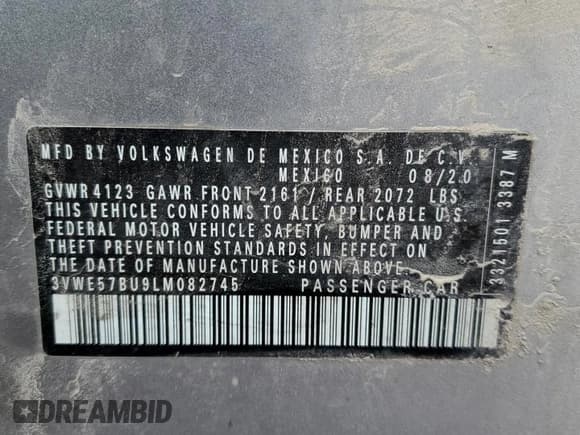 MFD BY VOLKSWAGEN DE MEXICO S.A. DE C.V.
MEXICO 08/20
GVWR 4123 GAWR FRONT 2161 / REAR 2072 LBS
THIS VEHICLE CONFORMS TO ALL APPLICABLE U.S.
FEDERAL MOTOR VEHICLE SAFETY, BUMPER AND
THEFT PREVENTION STANDARDS IN EFFECT ON
THE DATE OF MANUFACTURE SHOWN ABOVE.
3VWE57BU9LM082745 PASSENGER CAR
3321601 3687 M
DREAMBID